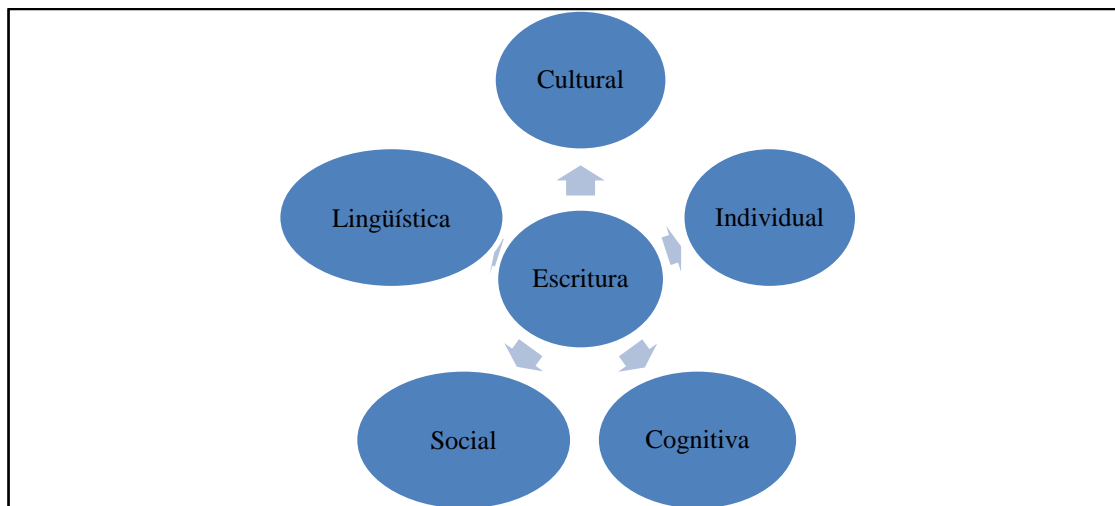 Cultural
Lingüística
Individual
Escritura
Social
Cognitiva